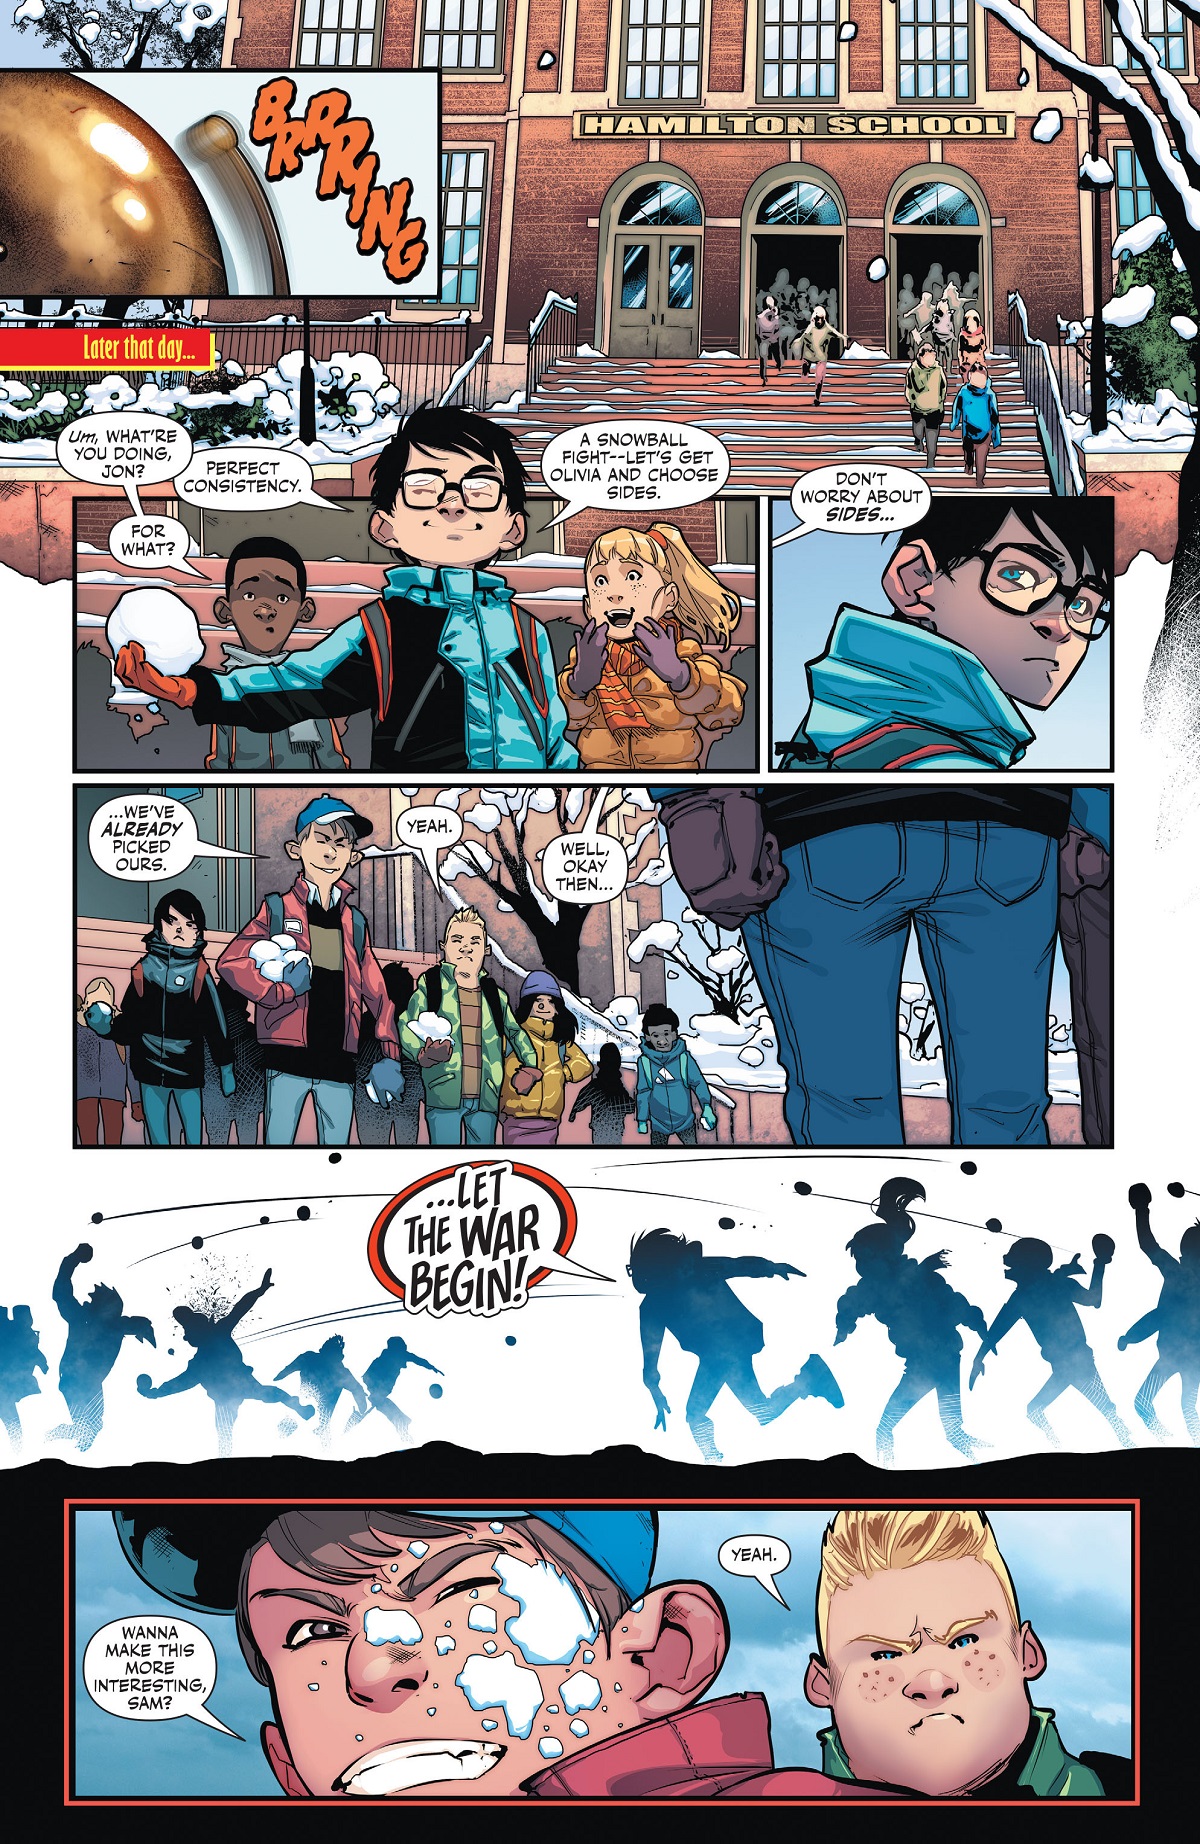 BRRRRING
HAMILTON SCHOOL
Later that day...
Um, WHAT'RE
YOU DOING,
JON?
FOR
WHAT?
PERFECT
CONSISTENCY.
A SNOWBALL
FIGHT--LET'S GET
OLIVIA AND CHOOSE
SIDES.
DON'T
WORRY ABOUT
SIDES...
...WE'VE
ALREADY
PICKED
OURS.
YEAH.
WELL,
OKAY
THEN...
...LET
THE WAR
BEGIN!
WANNA
MAKE THIS
MORE
INTERESTING,
SAM?
YEAH.